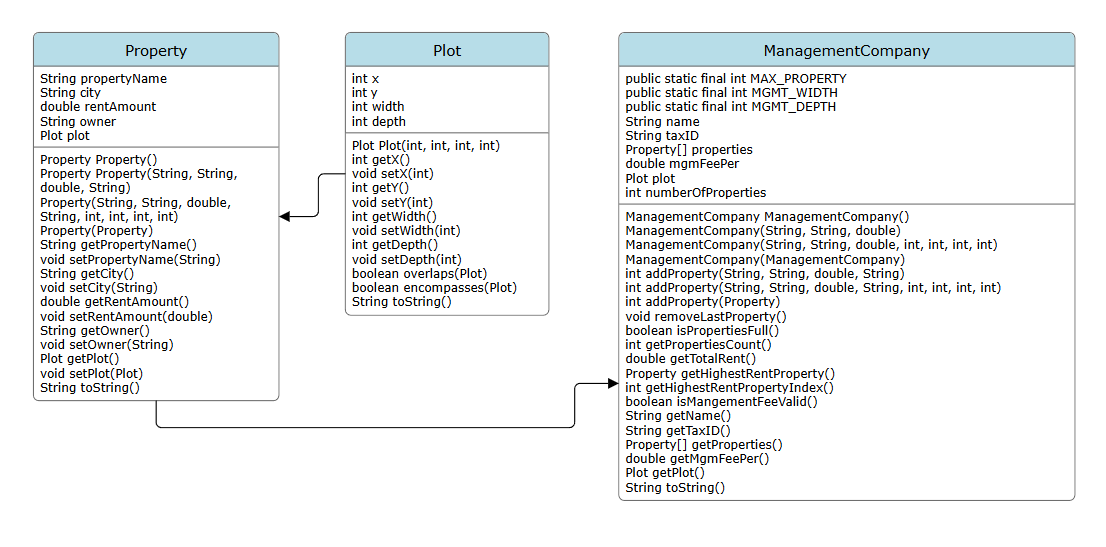 Property
String propertyName
String city
double rentAmount
String owner
Plot plot
Property Property()
Property Property(String, String,
double, String)
Property(String, String, double,
String, int, int, int, int)
Property(Property)
String getPropertyName()
void setPropertyName(String)
String getCity()
void setCity(String)
double getRentAmount()
void setRentAmount(double)
String getOwner()
void setOwner(String)
Plot getPlot()
void setPlot(Plot)
String toString()
Plot
int x
int y
int width
int depth
Plot Plot(int, int, int, int)
int getX()
void setX(int)
int getY()
void setY(int)
int getWidth()
void setWidth(int)
int getDepth()
void setDepth(int)
boolean overlaps(Plot)
boolean encompasses(Plot)
String toString()
ManagementCompany
public static final int MAX_PROPERTY
public static final int MGMT_WIDTH
public static final int MGMT_DEPTH
String name
String taxID
Property[] properties
double mgmFeePer
Plot plot
int numberOfProperties
ManagementCompany ManagementCompany()
ManagementCompany(String, String, double)
ManagementCompany(String, String, double, int, int, int, int)
ManagementCompany(ManagementCompany)
int addProperty(String, String, double, String)
int addProperty(String, String, double, String, int, int, int, int)
int addProperty(Property)
void removeLastProperty()
boolean isPropertiesFull()
int getPropertiesCount()
double getTotalRent()
Property getHighestRentProperty()
int getHighestRentPropertyIndex()
boolean isMangementFeeValid()
String getName()
String getTaxID()
Property[] getProperties()
double getMgmFeePer()
Plot getPlot()
String toString()